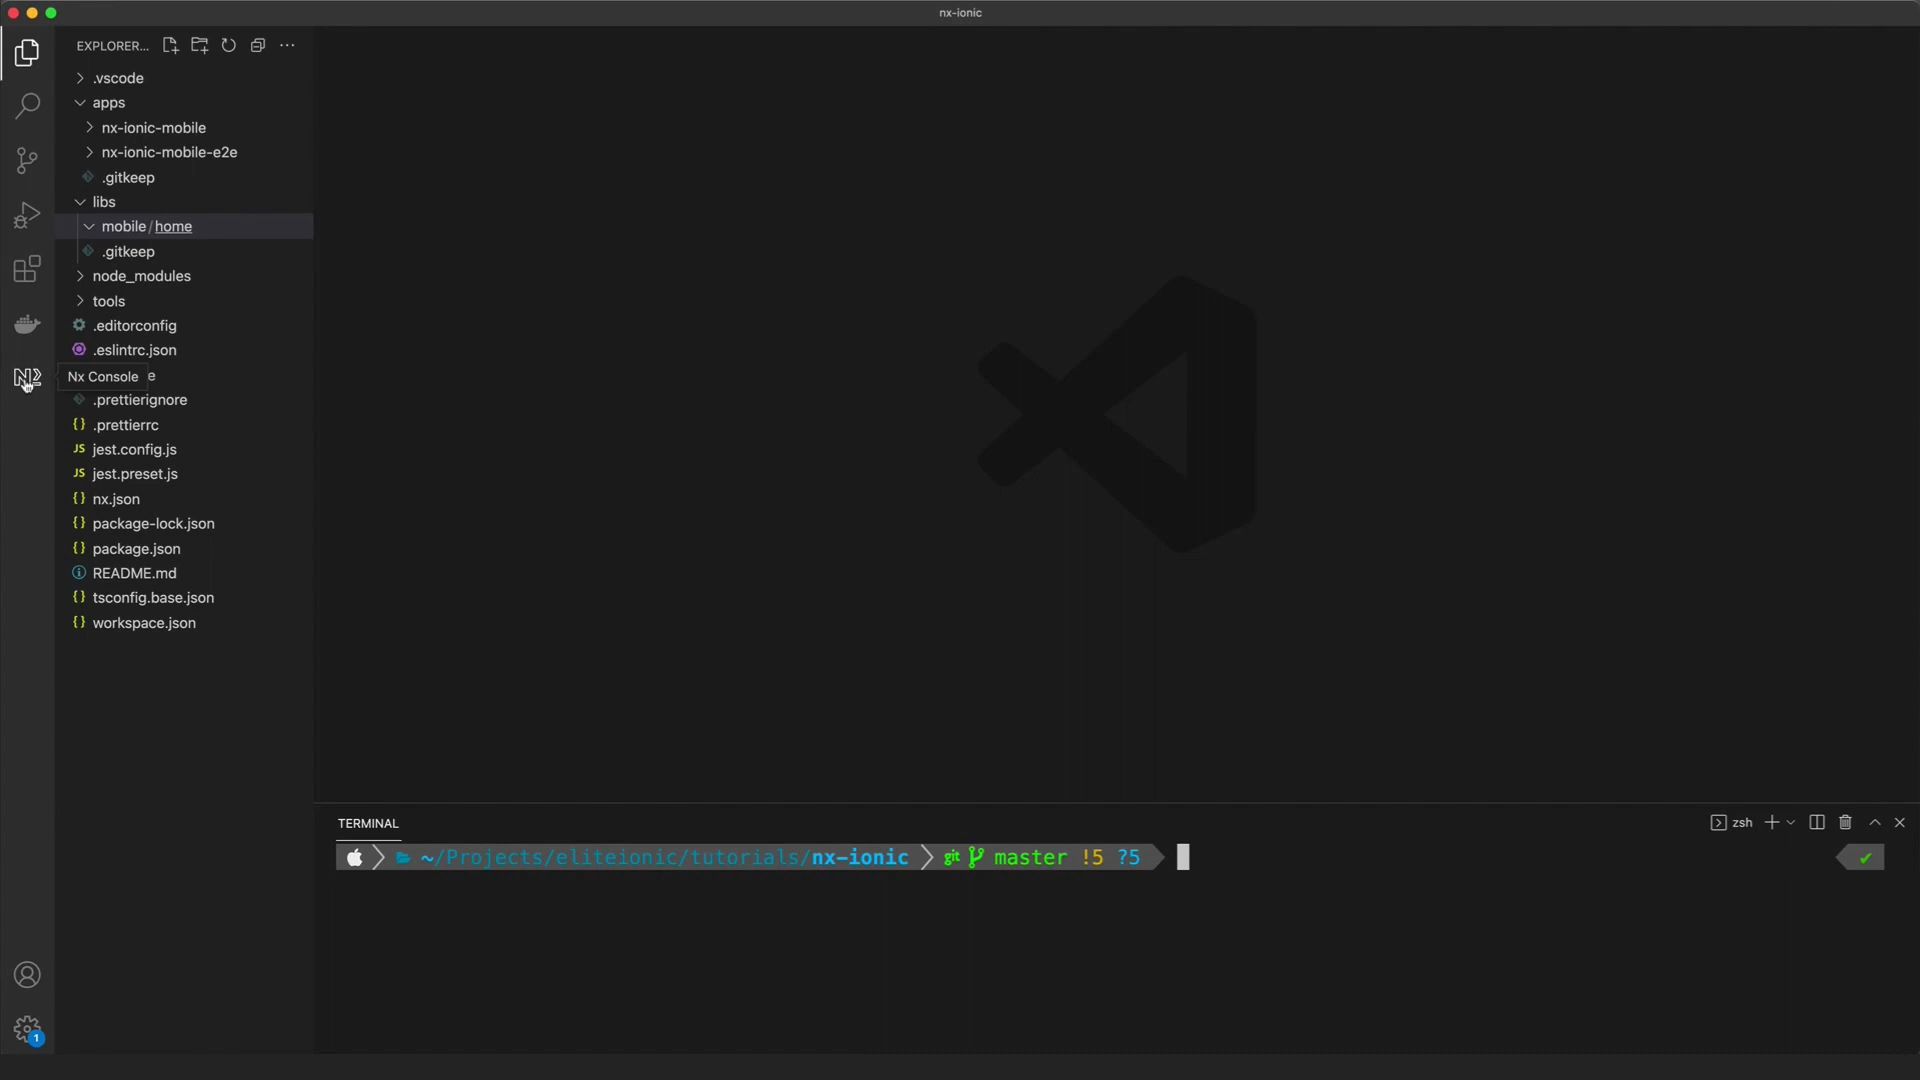 nx-ionic
EXPLORER...
.vscode
apps
nx-ionic-mobile
nx-ionic-mobile-e2e
.gitkeep
libs
mobile/home
.gitkeep
node_modules
tools
.editorconfig
.eslintrc.json
Nx Console
e
.prettierignore
{} .prettierrc
JS jest.config.js
JS jest.preset.js
{} nx.json
{} package-lock.json
{} package.json
README.md
{} tsconfig.base.json
{} workspace.json
1
TERMINAL
zsh
~/Projects/eliteionic/tutorials/nx-ionic git master !5 ?5 ✔